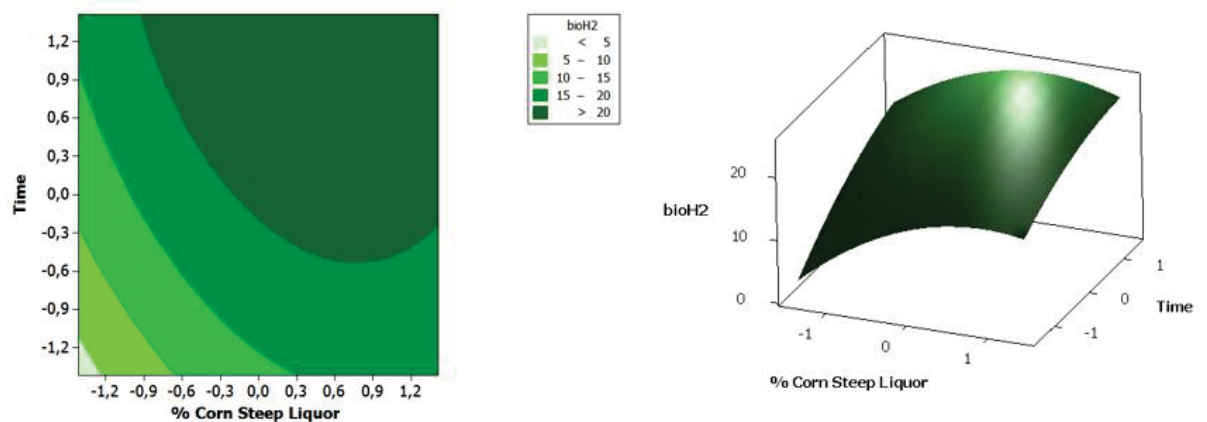 bioH2
< 5
5 – 10
10 – 15
15 – 20
> 20
Time
1,2
0,9
0,6
0,3
0,0
-0,3
-0,6
-0,9
-1,2
-1,2 -0,9 -0,6 -0,3 0,0 0,3 0,6 0,9 1,2
% Corn Steep Liquor
bioH2
20
10
0
-1
0
1
% Corn Steep Liquor
1
0
-1
Time